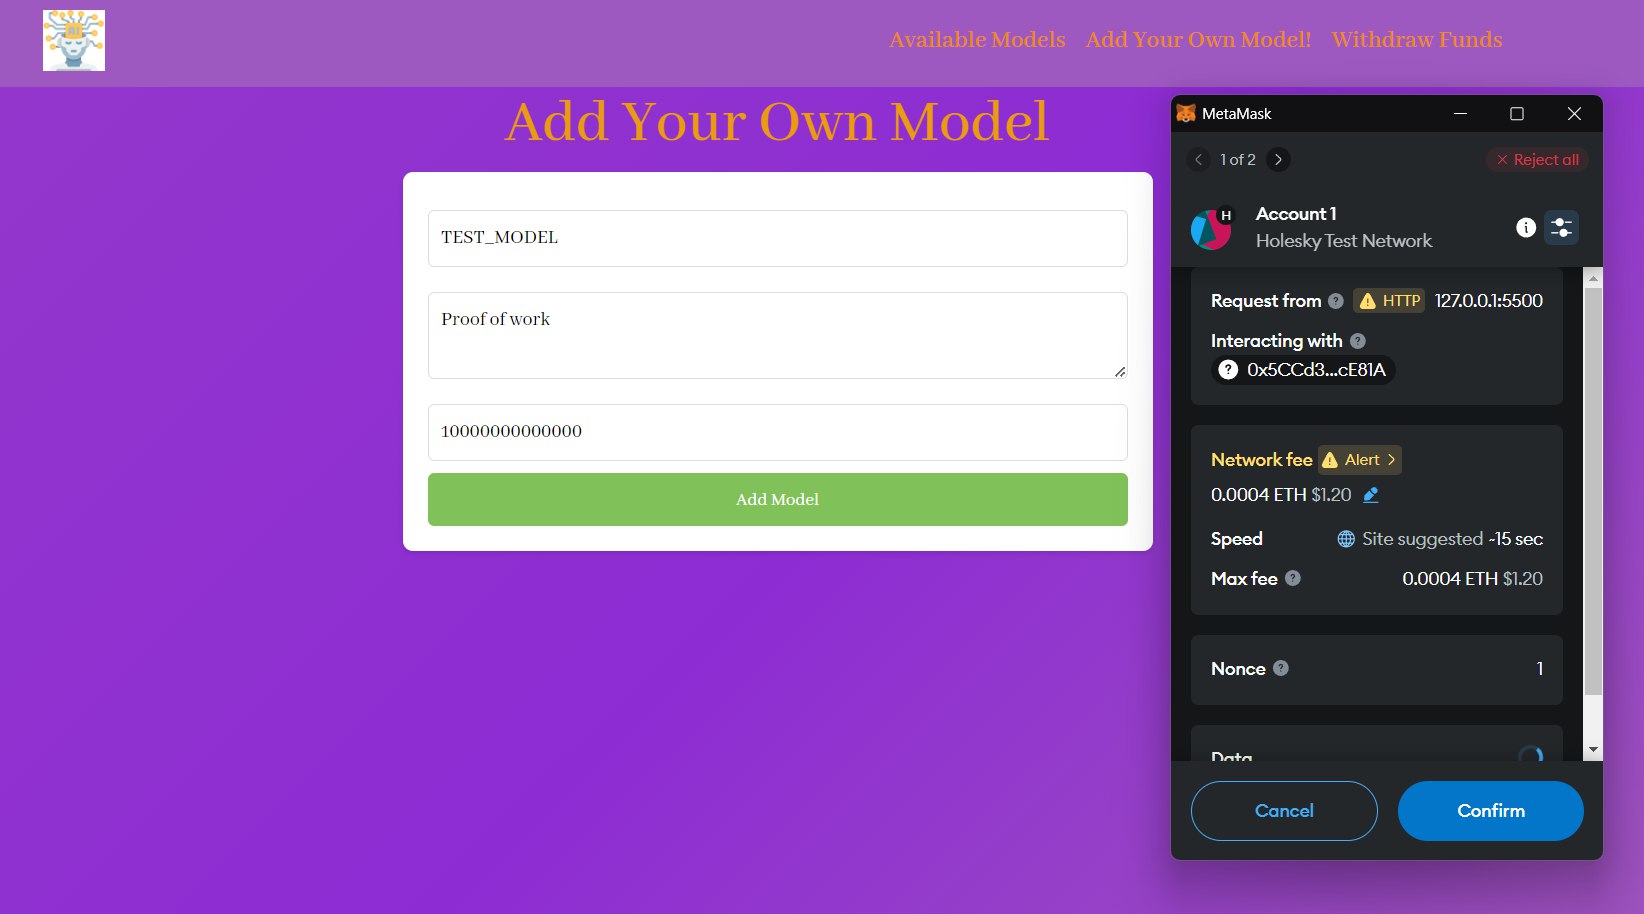 Available Models Add Your Own Model! Withdraw Funds
Add Your Own Model
TEST_MODEL
Proof of work
10000000000000
Add Model
MetaMask
1 of 2
Reject all
H
Account 1
Holesky Test Network
Request from HTTP 127.0.0.1:5500
Interacting with
0x5CCd3...cE81A
Network fee Alert
0.0004 ETH $1.20
Speed Site suggested ~15 sec
Max fee 0.0004 ETH $1.20
Nonce 1
Data
Cancel Confirm